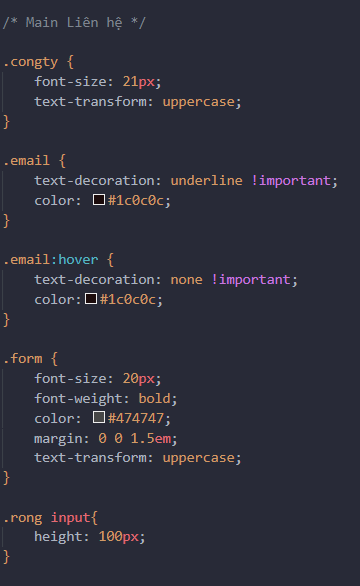 /* Main Liên hệ */
.congty {
font-size: 21px;
text-transform: uppercase;
}
.email {
text-decoration: underline !important;
color: #1c0c0c;
}
.email:hover {
text-decoration: none !important;
color:#1c0c0c;
}
.form {
font-size: 20px;
font-weight: bold;
color: #474747;
margin: 0 0 1.5em;
text-transform: uppercase;
}
.rong input{
height: 100px;
}